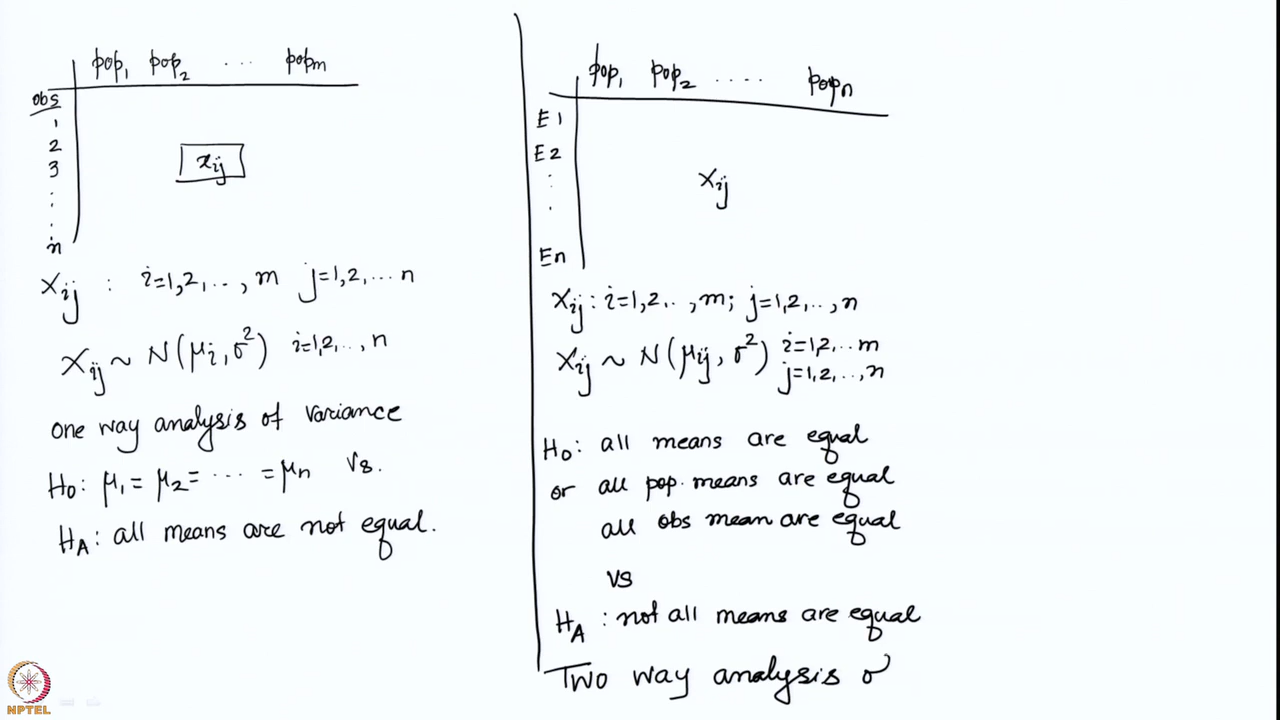 pop₁ pop₂ ... popm
obs
1
2
3
.
.
.
n
xij
Xij : i=1,2,..., m j=1,2,... n
Xij ~ N(μi, σ²) i=1,2,.., n
one way analysis of variance
H₀: μ₁ = μ₂ = ... = μn Vs.
HA: all means are not equal.
pop₁ pop₂ .... popn
E1
E2
.
.
En
Xij
Xij : i=1,2,.., m; j=1,2,..., n
Xij ~ N(μij, σ²) i=1,2,.. m
j=1,2,..., n
H₀: all means are equal
or all pop. means are equal
all obs mean are equal
vs
HA : not all means are equal
Two way analysis o
NPTEL